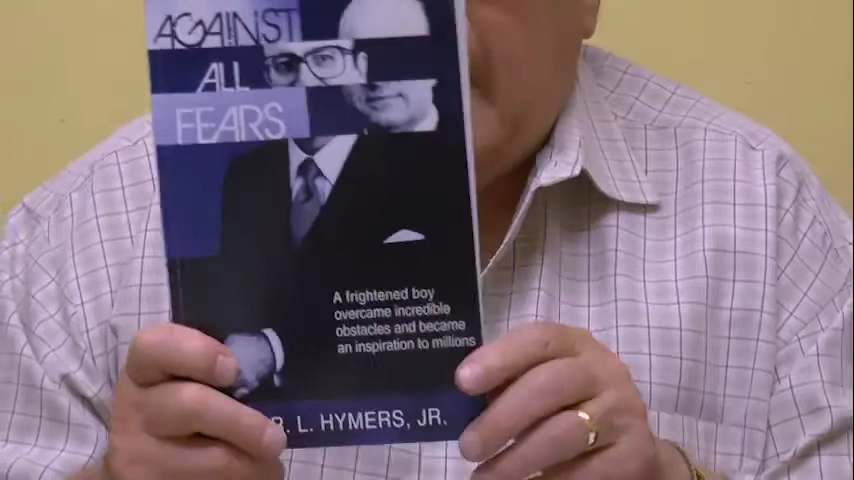 AGAINST
ALL
FEARS
A frightened boy
overcame incredible
obstacles and became
an inspiration to millions
R. L. HYMERS, JR.